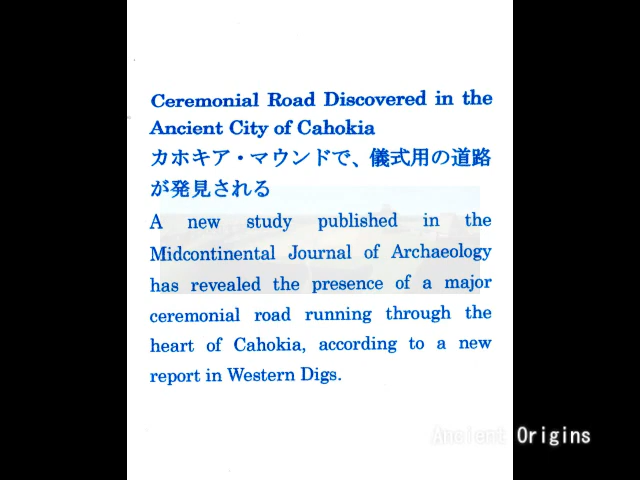 Ceremonial Road Discovered in the
Ancient City of Cahokia
カホキア・マウンドで、儀式用の道路
が発見される
A new study published in the
Midcontinental Journal of Archaeology
has revealed the presence of a major
ceremonial road running through the
heart of Cahokia, according to a new
report in Western Digs.
Ancient Origins